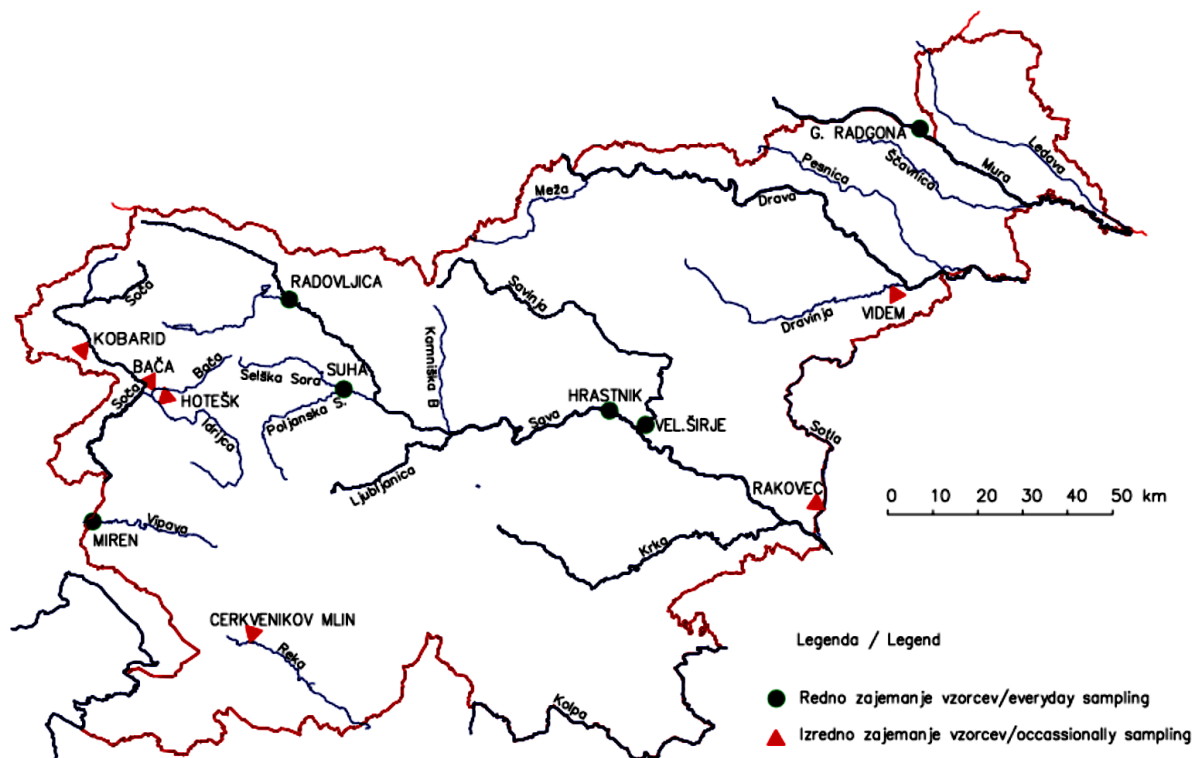 G. RADGONA
Ledava
Pesnica
Ščavnica
Mura
Meža
Drava
RADOVLJICA
Soča
Savinja
Dravinja
VIDEM
KOBARID
BAČA
Bača
Selška Sora
SUHA
Kamniška B
Soča
HOTEŠK
Idrijca
Poljanska S.
HRASTNIK
Sava
VEL.ŠIRJE
Sotla
Ljubljanica
RAKOVEC
0 10 20 30 40 50 km
Vipava
MIREN
Krka
CERKVENIKOV MLIN
Reka
Legenda / Legend
Kolpa
Redno zajemanje vzorcev/everyday sampling
Izredno zajemanje vzorcev/occassionally sampling